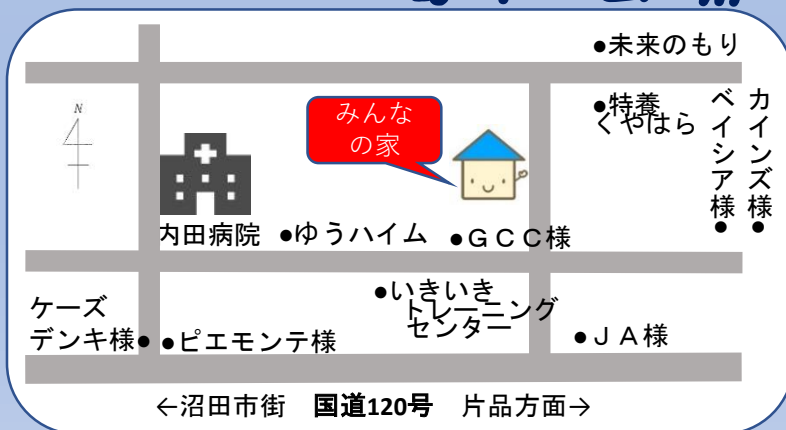 ●未来のもり
N
みんな
の家
●特養
くやはら
カインズ様●
ベイシア様●
内田病院
●ゆうハイム
●ＧＣＣ様
●いきいき
トレーニング
センター
ケーズ
デンキ様●
●ピエモンテ様
●ＪＡ様
←沼田市街　国道120号　片品方面→